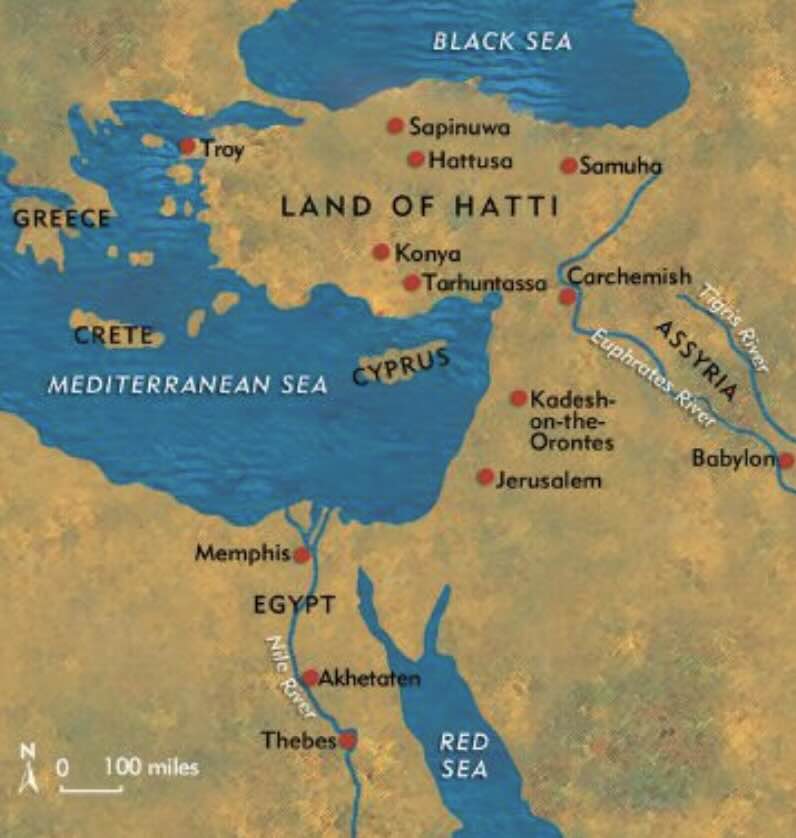 BLACK SEA
Sapinuwa
Troy
Hattusa
Samuha
LAND OF HATTI
GREECE
Konya
Tarhuntassa
Carchemish
Tigris River
CRETE
ASSYRIA
Euphrates River
CYPRUS
MEDITERRANEAN SEA
Kadesh-
on-the-
Orontes
Babylon
Jerusalem
Memphis
EGYPT
Nile River
Akhetaten
Thebes
RED
SEA
N
0 100 miles